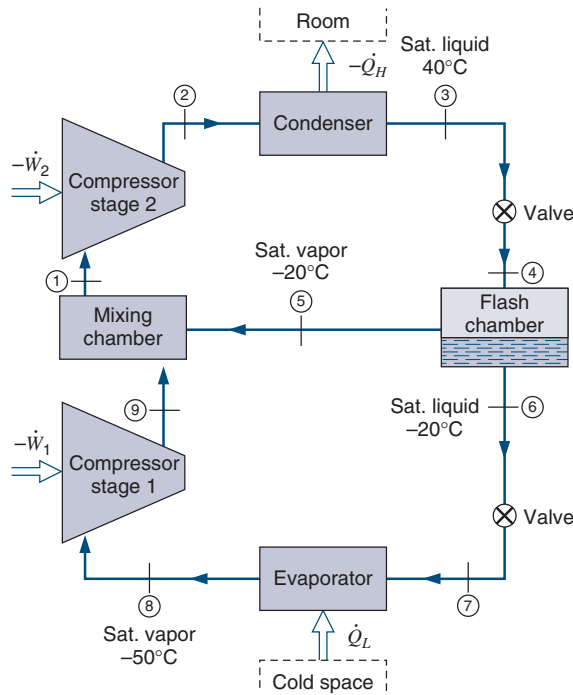 Room
−Q̇H
Sat. liquid
40°C
②
③
Condenser
−Ẇ2
Compressor
stage 2
Valve
①
Sat. vapor
−20°C
④
Mixing
chamber
⑤
Flash
chamber
⑨
Sat. liquid
−20°C
⑥
−Ẇ1
Compressor
stage 1
Valve
Evaporator
⑧
⑦
Sat. vapor
−50°C
Q̇L
Cold space